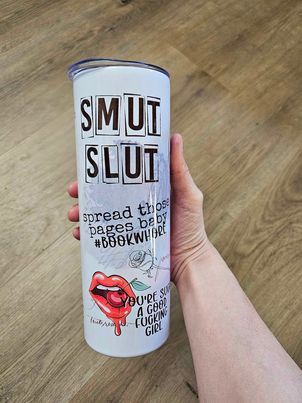 SMUT
SLUT
spread those
pages baby
#BOOKWHORE
YOU'RE SUCH
A GOOD
FUCKING
GIRL